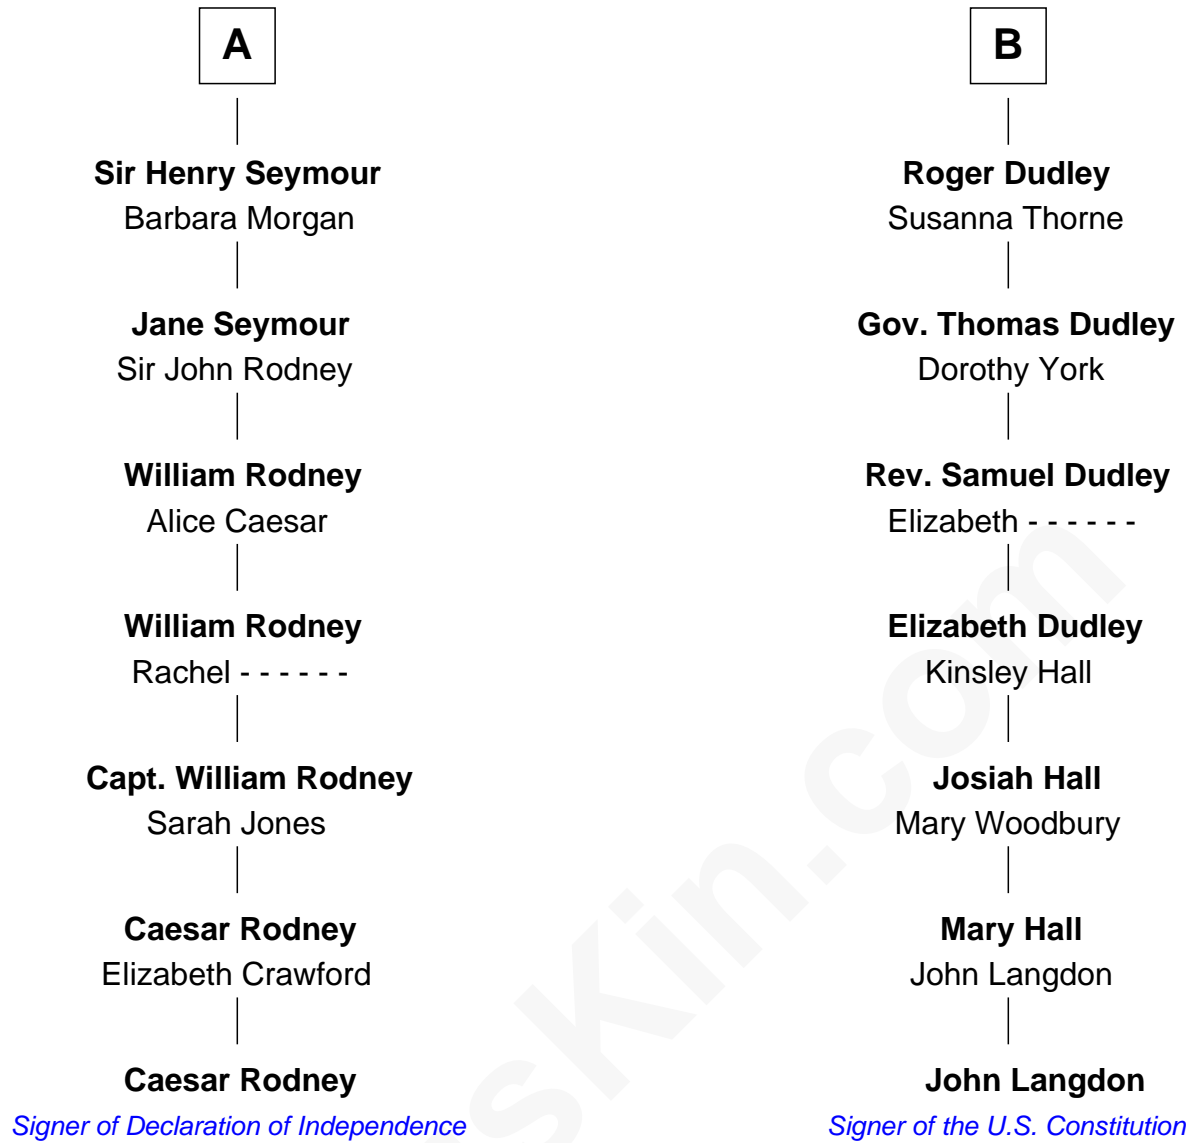 A
Sir Henry Seymour
Barbara Morgan
Jane Seymour
Sir John Rodney
William Rodney
Alice Caesar
William Rodney
Rachel - - - - - -
Capt. William Rodney
Sarah Jones
Caesar Rodney
Elizabeth Crawford
Caesar Rodney
Signer of Declaration of Independence
B
Roger Dudley
Susanna Thorne
Gov. Thomas Dudley
Dorothy York
Rev. Samuel Dudley
Elizabeth - - - - - -
Elizabeth Dudley
Kinsley Hall
Josiah Hall
Mary Woodbury
Mary Hall
John Langdon
John Langdon
Signer of the U.S. Constitution
sKin.com